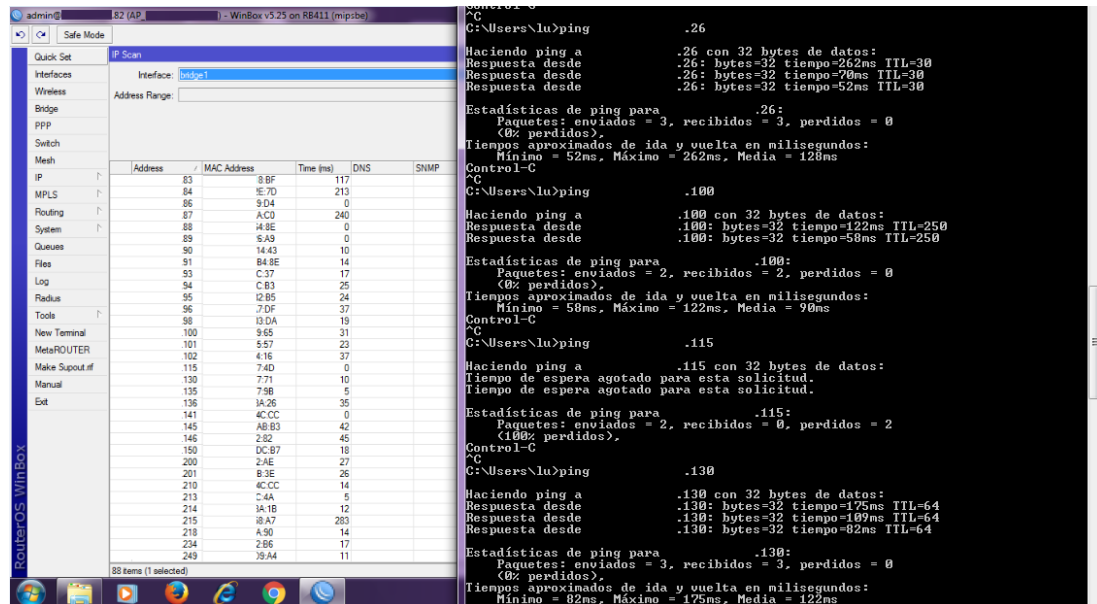 admin@ .82 (AP_ ) - WinBox v5.25 on RB411 (mipsbe)
Safe Mode
Quick Set
Interfaces
Wireless
Bridge
PPP
Switch
Mesh
IP
MPLS
Routing
System
Queues
Files
Log
Radius
Tools
New Terminal
MetaROUTER
Make Supout.rif
Manual
Exit
RouterOS WinBox
IP Scan
Interface: bridge1
Address Range:
Address MAC Address Time (ms) DNS SNMP
.83 8:BF 117
.84 E:7D 213
.86 9:D4 0
.87 A:C0 240
.88 4:8E 0
.89 6:A9 0
.90 14:43 10
.91 B4:8E 14
.93 C:37 17
.94 C:B3 25
.95 2:B5 24
.96 7:DF 37
.98 3:DA 19
.100 9:65 31
.101 5:57 23
.102 4:16 37
.115 7:4D 0
.130 7:71 10
.135 7:9B 5
.136 A:26 35
.141 4C:CC 0
.145 AB:B3 42
.146 2:82 45
.150 DC:B7 18
.200 2:AE 27
.201 B:3E 26
.210 4C:CC 14
.213 C:4A 5
.214 A:1B 12
.215 8:A7 283
.218 A:90 14
.234 2:B6 17
.249 09:A4 11
88 items (1 selected)
^C
C:\Users\lu>ping .26
Haciendo ping a .26 con 32 bytes de datos:
Respuesta desde .26: bytes=32 tiempo=262ms TTL=30
Respuesta desde .26: bytes=32 tiempo=70ms TTL=30
Respuesta desde .26: bytes=32 tiempo=52ms TTL=30
Estadísticas de ping para .26:
Paquetes: enviados = 3, recibidos = 3, perdidos = 0
(0% perdidos),
Tiempos aproximados de ida y vuelta en milisegundos:
Mínimo = 52ms, Máximo = 262ms, Media = 128ms
Control-C
^C
C:\Users\lu>ping .100
Haciendo ping a .100 con 32 bytes de datos:
Respuesta desde .100: bytes=32 tiempo=122ms TTL=250
Respuesta desde .100: bytes=32 tiempo=58ms TTL=250
Estadísticas de ping para .100:
Paquetes: enviados = 2, recibidos = 2, perdidos = 0
(0% perdidos),
Tiempos aproximados de ida y vuelta en milisegundos:
Mínimo = 58ms, Máximo = 122ms, Media = 90ms
Control-C
^C
C:\Users\lu>ping .115
Haciendo ping a .115 con 32 bytes de datos:
Tiempo de espera agotado para esta solicitud.
Tiempo de espera agotado para esta solicitud.
Estadísticas de ping para .115:
Paquetes: enviados = 2, recibidos = 0, perdidos = 2
(100% perdidos),
Control-C
^C
C:\Users\lu>ping .130
Haciendo ping a .130 con 32 bytes de datos:
Respuesta desde .130: bytes=32 tiempo=175ms TTL=64
Respuesta desde .130: bytes=32 tiempo=109ms TTL=64
Respuesta desde .130: bytes=32 tiempo=82ms TTL=64
Estadísticas de ping para .130:
Paquetes: enviados = 3, recibidos = 3, perdidos = 0
(0% perdidos),
Tiempos aproximados de ida y vuelta en milisegundos:
Mínimo = 82ms, Máximo = 175ms, Media = 122ms